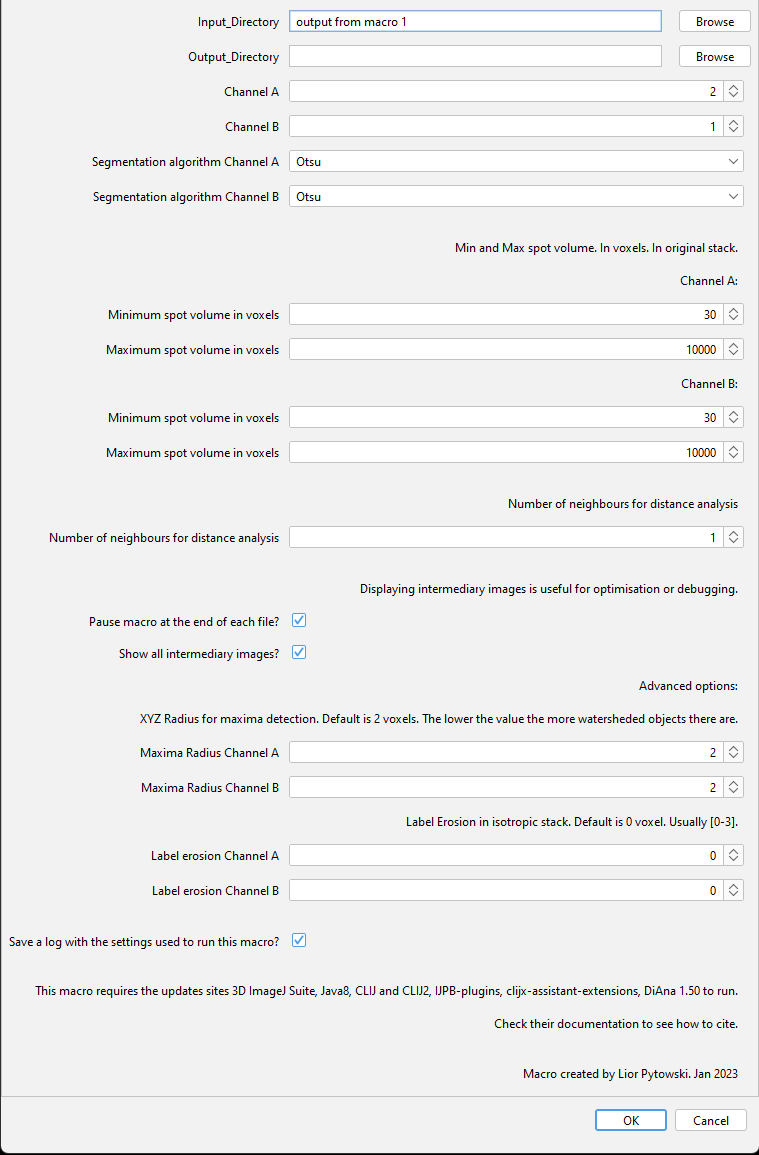 Input_Directory output from macro 1 Browse
Output_Directory Browse
Channel A 2
Channel B 1
Segmentation algorithm Channel A Otsu
Segmentation algorithm Channel B Otsu
Min and Max spot volume. In voxels. In original stack.
Channel A:
Minimum spot volume in voxels 30
Maximum spot volume in voxels 10000
Channel B:
Minimum spot volume in voxels 30
Maximum spot volume in voxels 10000
Number of neighbours for distance analysis
Number of neighbours for distance analysis 1
Displaying intermediary images is useful for optimisation or debugging.
Pause macro at the end of each file?
Show all intermediary images?
Advanced options:
XYZ Radius for maxima detection. Default is 2 voxels. The lower the value the more watersheded objects there are.
Maxima Radius Channel A 2
Maxima Radius Channel B 2
Label Erosion in isotropic stack. Default is 0 voxel. Usually [0-3].
Label erosion Channel A 0
Label erosion Channel B 0
Save a log with the settings used to run this macro?
This macro requires the updates sites 3D ImageJ Suite, Java8, CLIJ and CLIJ2, IJPB-plugins, clijx-assistant-extensions, DiAna 1.50 to run.
Check their documentation to see how to cite.
Macro created by Lior Pytowski. Jan 2023
OK Cancel